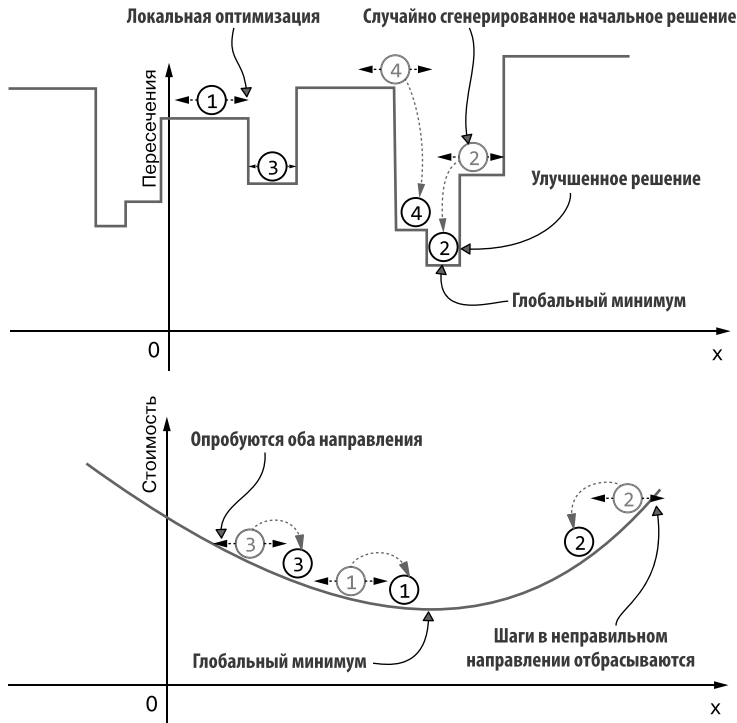 Локальная оптимизация
Случайно сгенерированное начальное решение
Пересечения
4
1
2
3
Улучшенное решение
4
2
Глобальный минимум
0
x
Стоимость
Опробуются оба направления
2
3
2
3
1
1
Шаги в неправильном
направлении отбрасываются
Глобальный минимум
0
x